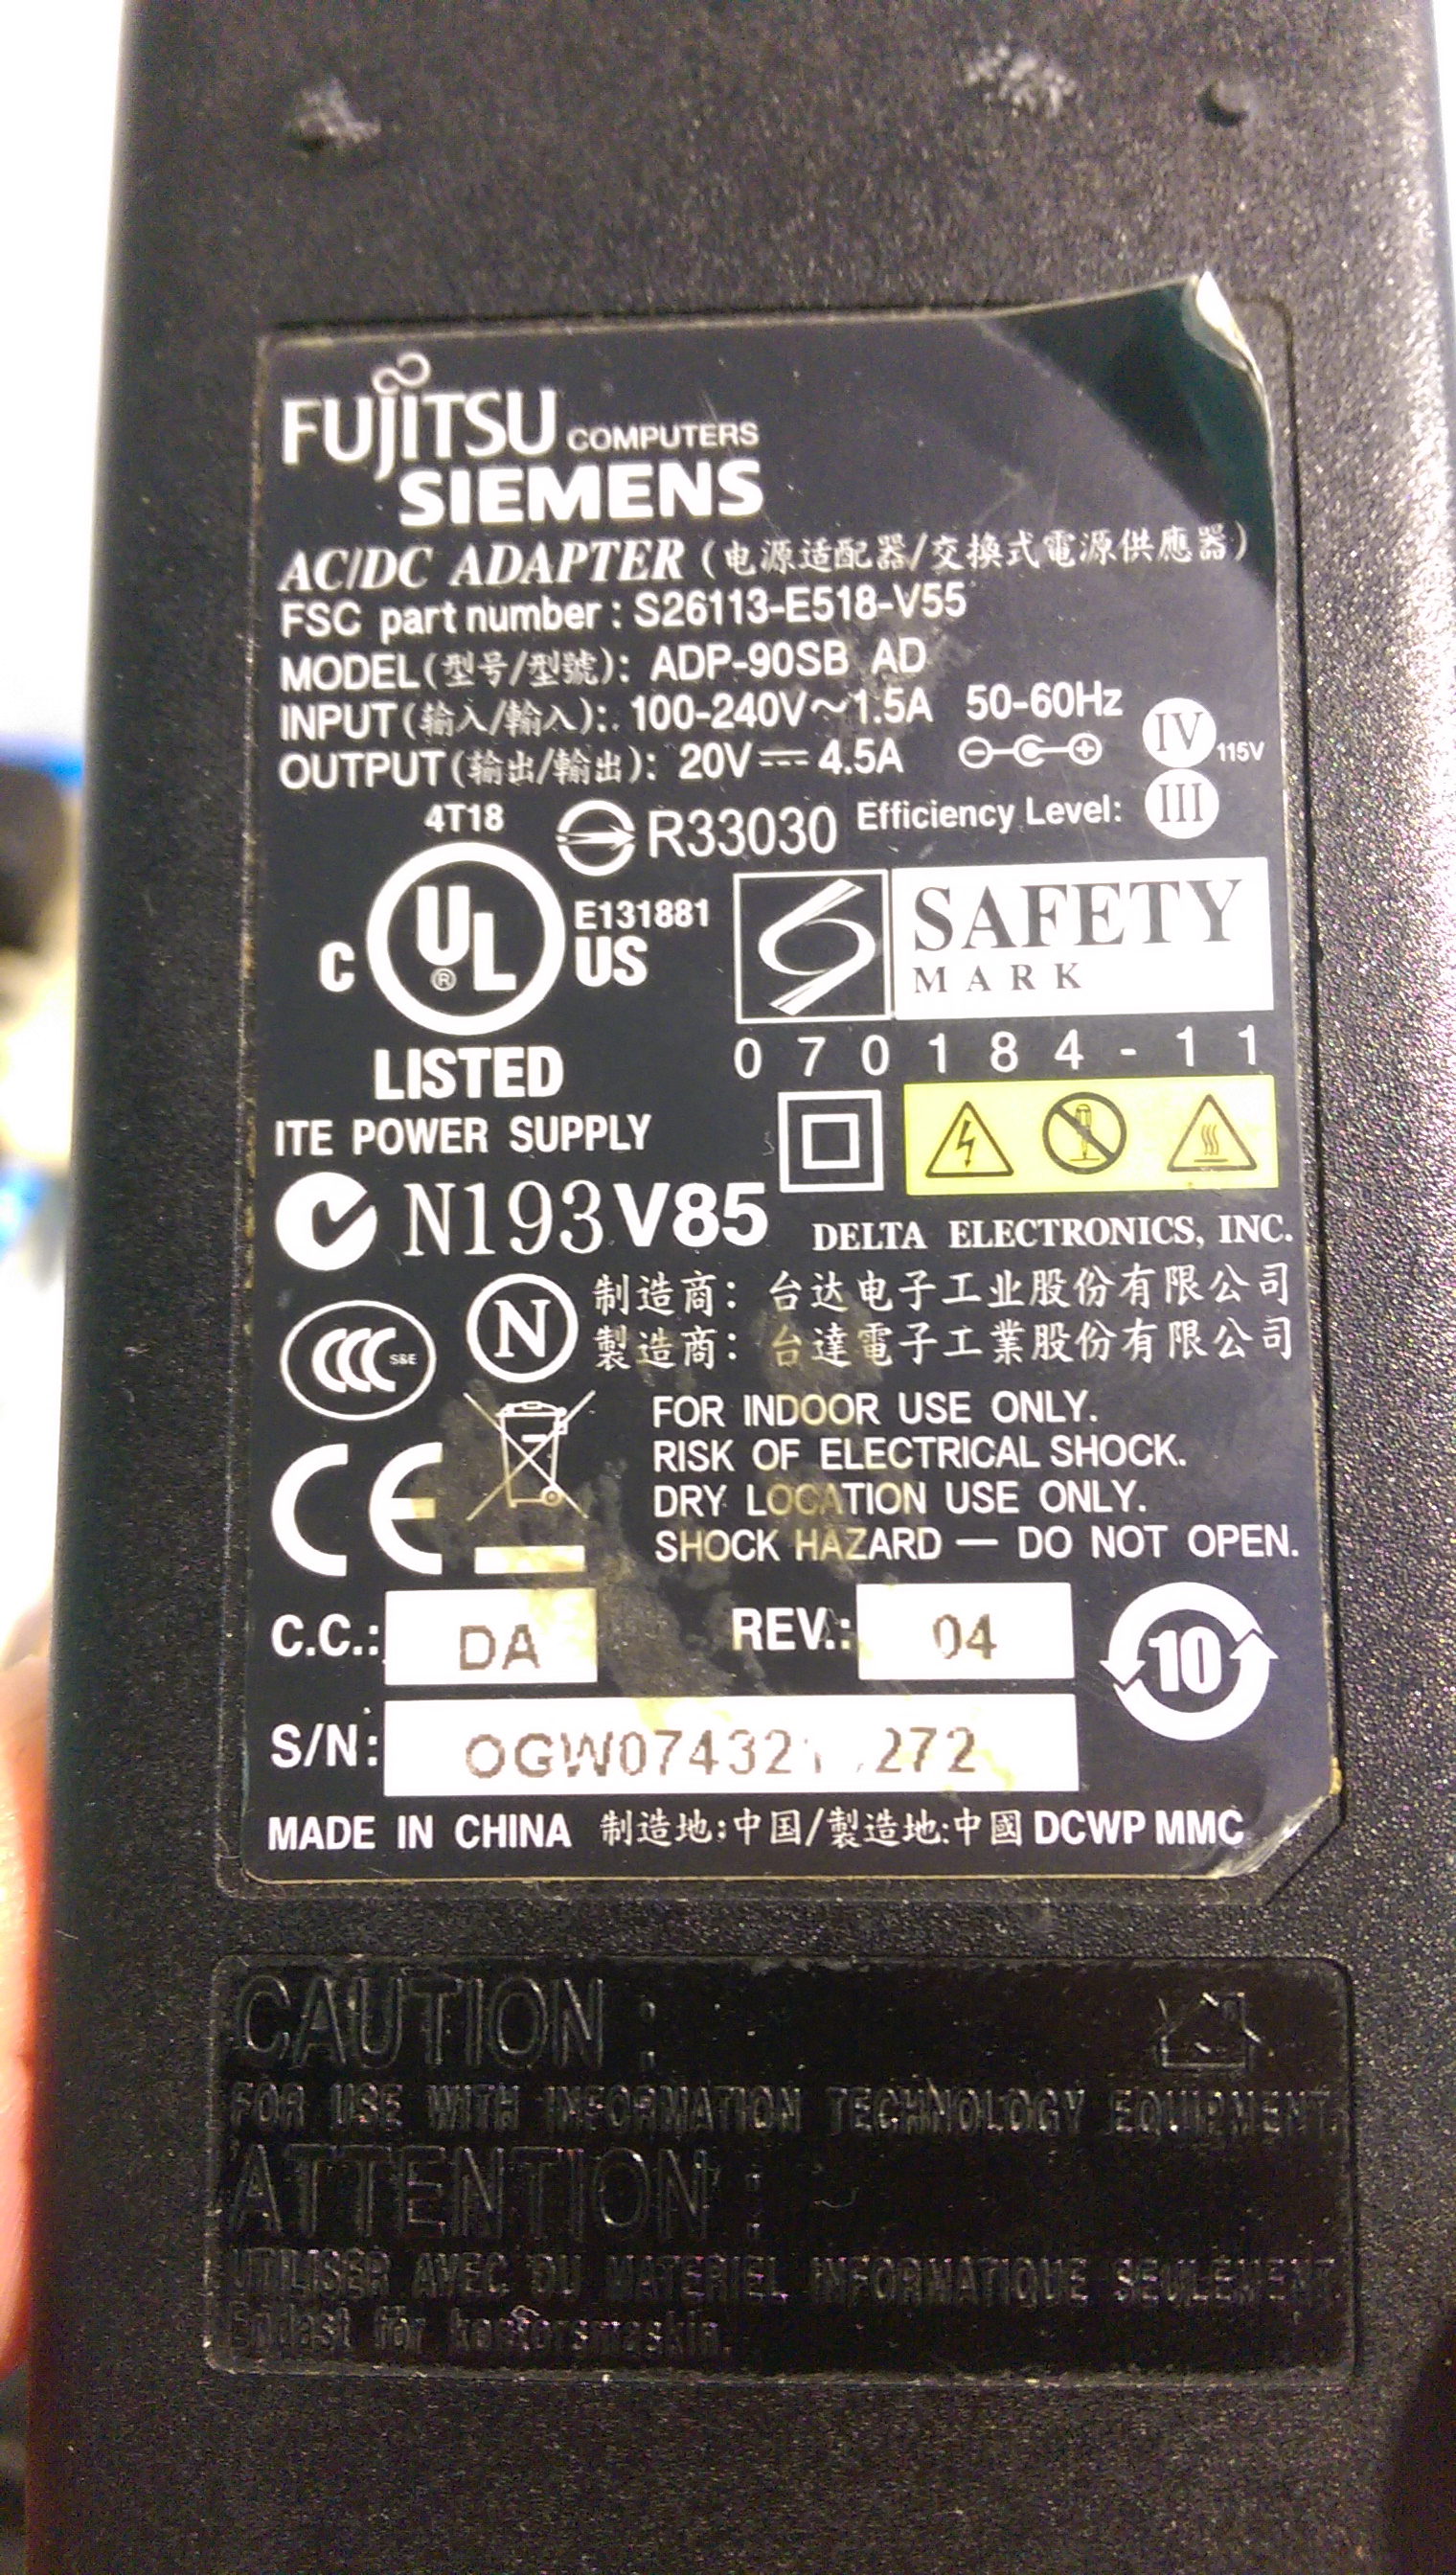 FUJITSU COMPUTERS
SIEMENS
AC/DC ADAPTER (电源适配器/交換式電源供應器)
FSC part number: S26113-E518-V55
MODEL(型号/型號): ADP-90SB AD
INPUT(输入/輸入): 100-240V~1.5A 50-60Hz
IV 115V
OUTPUT(输出/輸出): 20V⎓4.5A
Efficiency Level: III
4T18
R33030
C UL® US
E131881
LISTED
SAFETY
MARK
070184-11
ITE POWER SUPPLY
N193 V85
DELTA ELECTRONICS, INC.
制造商: 台达电子工业股份有限公司
製造商: 台達電子工業股份有限公司
CCC S&E
N
CE
FOR INDOOR USE ONLY.
RISK OF ELECTRICAL SHOCK.
DRY LOCATION USE ONLY.
SHOCK HAZARD — DO NOT OPEN.
C.C.: DA REV.: 04
10
S/N:
MADE IN CHINA 制造地:中国/製造地:中國 DCWP MMC
CAUTION :
FOR USE WITH INFORMATION TECHNOLOGY EQUIPMENT.
ATTENTION :
UTILISER AVEC DU MATERIEL INFORMATIQUE SEULEMENT.
Endast för kontorsmaskin.